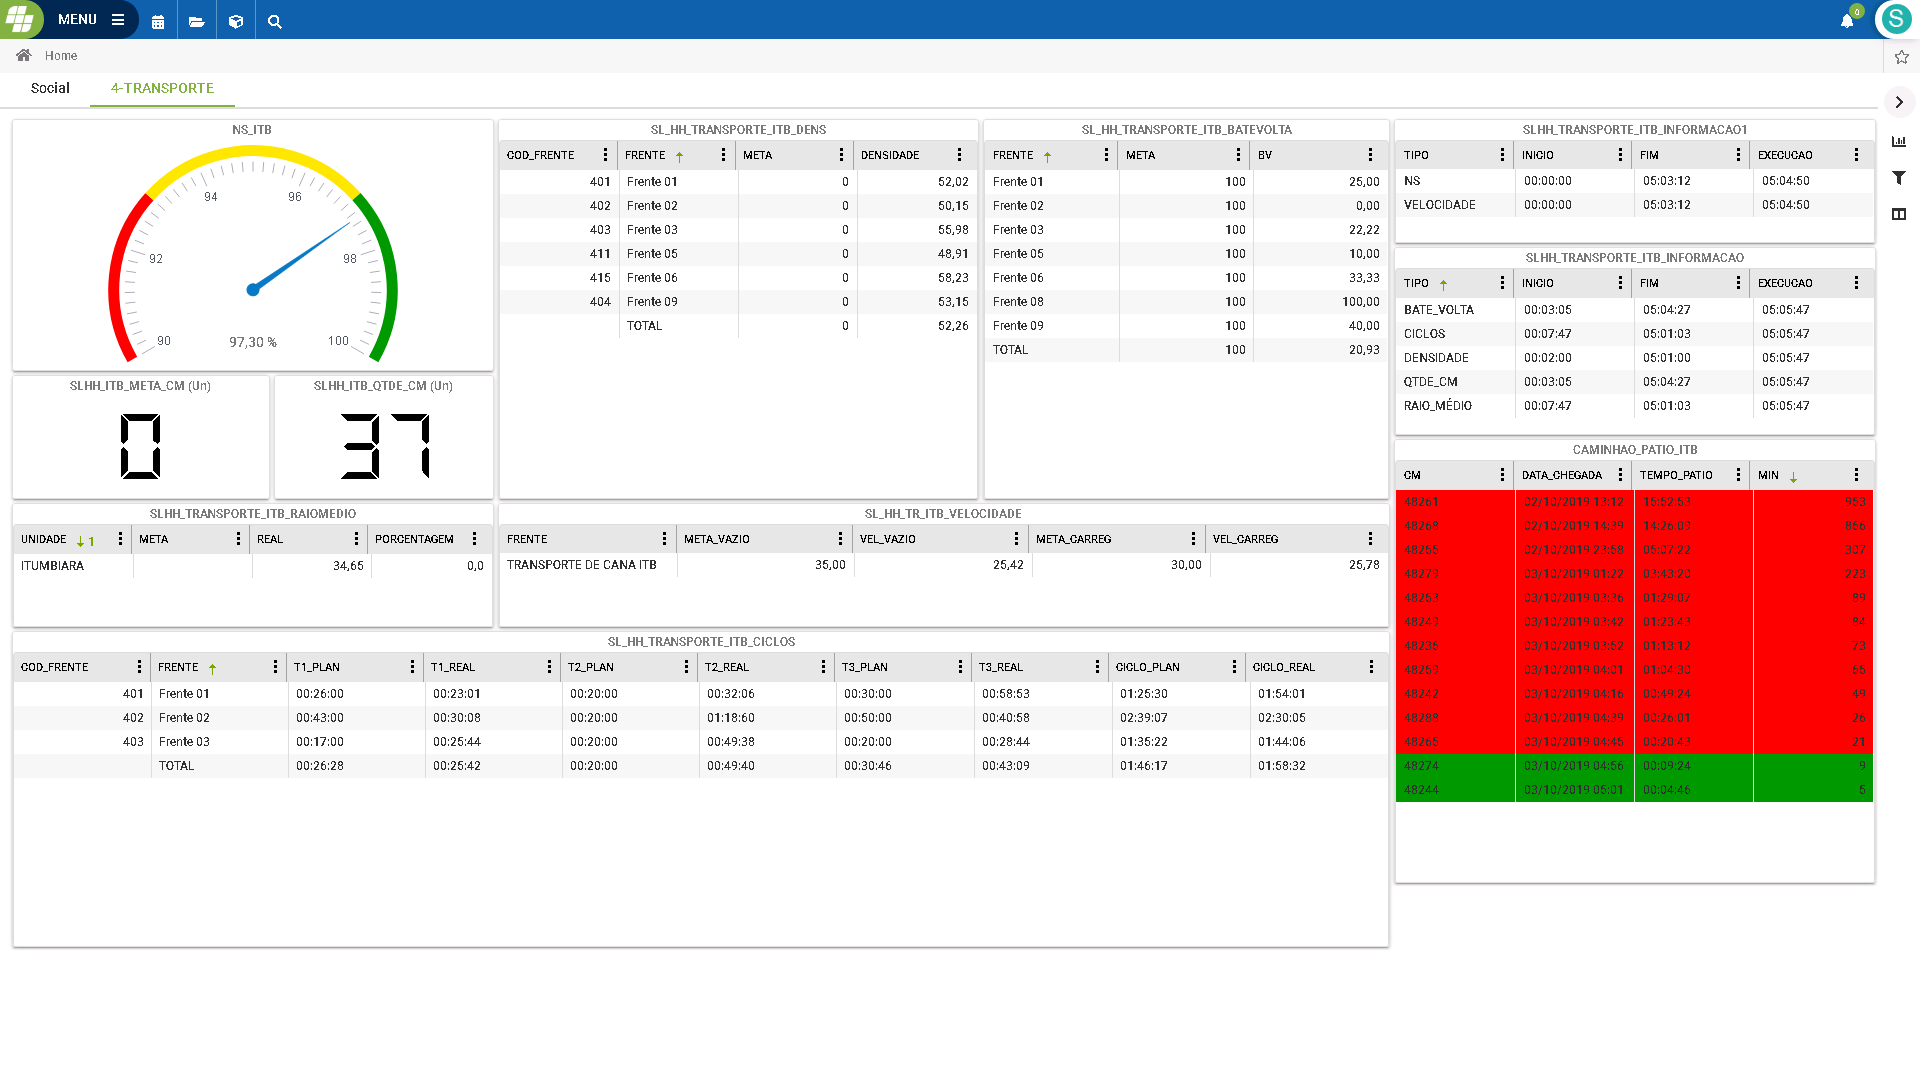 MENU
0
S
Home
Social
4-TRANSPORTE
NS_ITB
90
92
94
96
98
100
97,30 %
SLHH_ITB_META_CM (Un)
0
SLHH_ITB_QTDE_CM (Un)
37
SL_HH_TRANSPORTE_ITB_DENS
COD_FRENTE FRENTE META DENSIDADE
401 Frente 01 0 52,02
402 Frente 02 0 50,15
403 Frente 03 0 55,98
411 Frente 05 0 48,91
415 Frente 06 0 58,23
404 Frente 09 0 53,15
TOTAL 0 52,26
SL_HH_TRANSPORTE_ITB_BATEVOLTA
FRENTE META BV
Frente 01 100 25,00
Frente 02 100 0,00
Frente 03 100 22,22
Frente 05 100 10,00
Frente 06 100 33,33
Frente 08 100 100,00
Frente 09 100 40,00
TOTAL 100 20,93
SLHH_TRANSPORTE_ITB_INFORMACAO1
TIPO INICIO FIM EXECUCAO
NS 00:00:00 05:03:12 05:04:50
VELOCIDADE 00:00:00 05:03:12 05:04:50
SLHH_TRANSPORTE_ITB_INFORMACAO
TIPO INICIO FIM EXECUCAO
BATE_VOLTA 00:03:05 05:04:27 05:05:47
CICLOS 00:07:47 05:01:03 05:05:47
DENSIDADE 00:02:00 05:01:00 05:05:47
QTDE_CM 00:03:05 05:04:27 05:05:47
RAIO_MÉDIO 00:07:47 05:01:03 05:05:47
CAMINHAO_PATIO_ITB
CM DATA_CHEGADA TEMPO_PATIO MIN
48261 02/10/2019 13:12 15:52:53 953
48268 02/10/2019 14:39 14:26:09 866
48255 02/10/2019 23:58 05:07:22 307
48279 03/10/2019 01:22 03:43:20 223
48253 03/10/2019 03:36 01:29:07 89
48249 03/10/2019 03:42 01:23:43 84
48236 03/10/2019 03:52 01:13:12 73
48259 03/10/2019 04:01 01:04:30 65
48242 03/10/2019 04:16 00:49:24 49
48288 03/10/2019 04:39 00:26:01 26
48265 03/10/2019 04:45 00:20:43 21
48274 03/10/2019 04:56 00:09:24 9
48244 03/10/2019 05:01 00:04:46 5
SLHH_TRANSPORTE_ITB_RAIOMEDIO
UNIDADE 1 META REAL PORCENTAGEM
ITUMBIARA 34,65 0,0
SL_HH_TR_ITB_VELOCIDADE
FRENTE META_VAZIO VEL_VAZIO META_CARREG VEL_CARREG
TRANSPORTE DE CANA ITB 35,00 25,42 30,00 25,78
SL_HH_TRANSPORTE_ITB_CICLOS
COD_FRENTE FRENTE T1_PLAN T1_REAL T2_PLAN T2_REAL T3_PLAN T3_REAL CICLO_PLAN CICLO_REAL
401 Frente 01 00:26:00 00:23:01 00:20:00 00:32:06 00:30:00 00:58:53 01:25:30 01:54:01
402 Frente 02 00:43:00 00:30:08 00:20:00 01:18:60 00:50:00 00:40:58 02:39:07 02:30:05
403 Frente 03 00:17:00 00:25:44 00:20:00 00:49:38 00:20:00 00:28:44 01:35:22 01:44:06
TOTAL 00:26:28 00:25:42 00:20:00 00:49:40 00:30:46 00:43:09 01:46:17 01:58:32